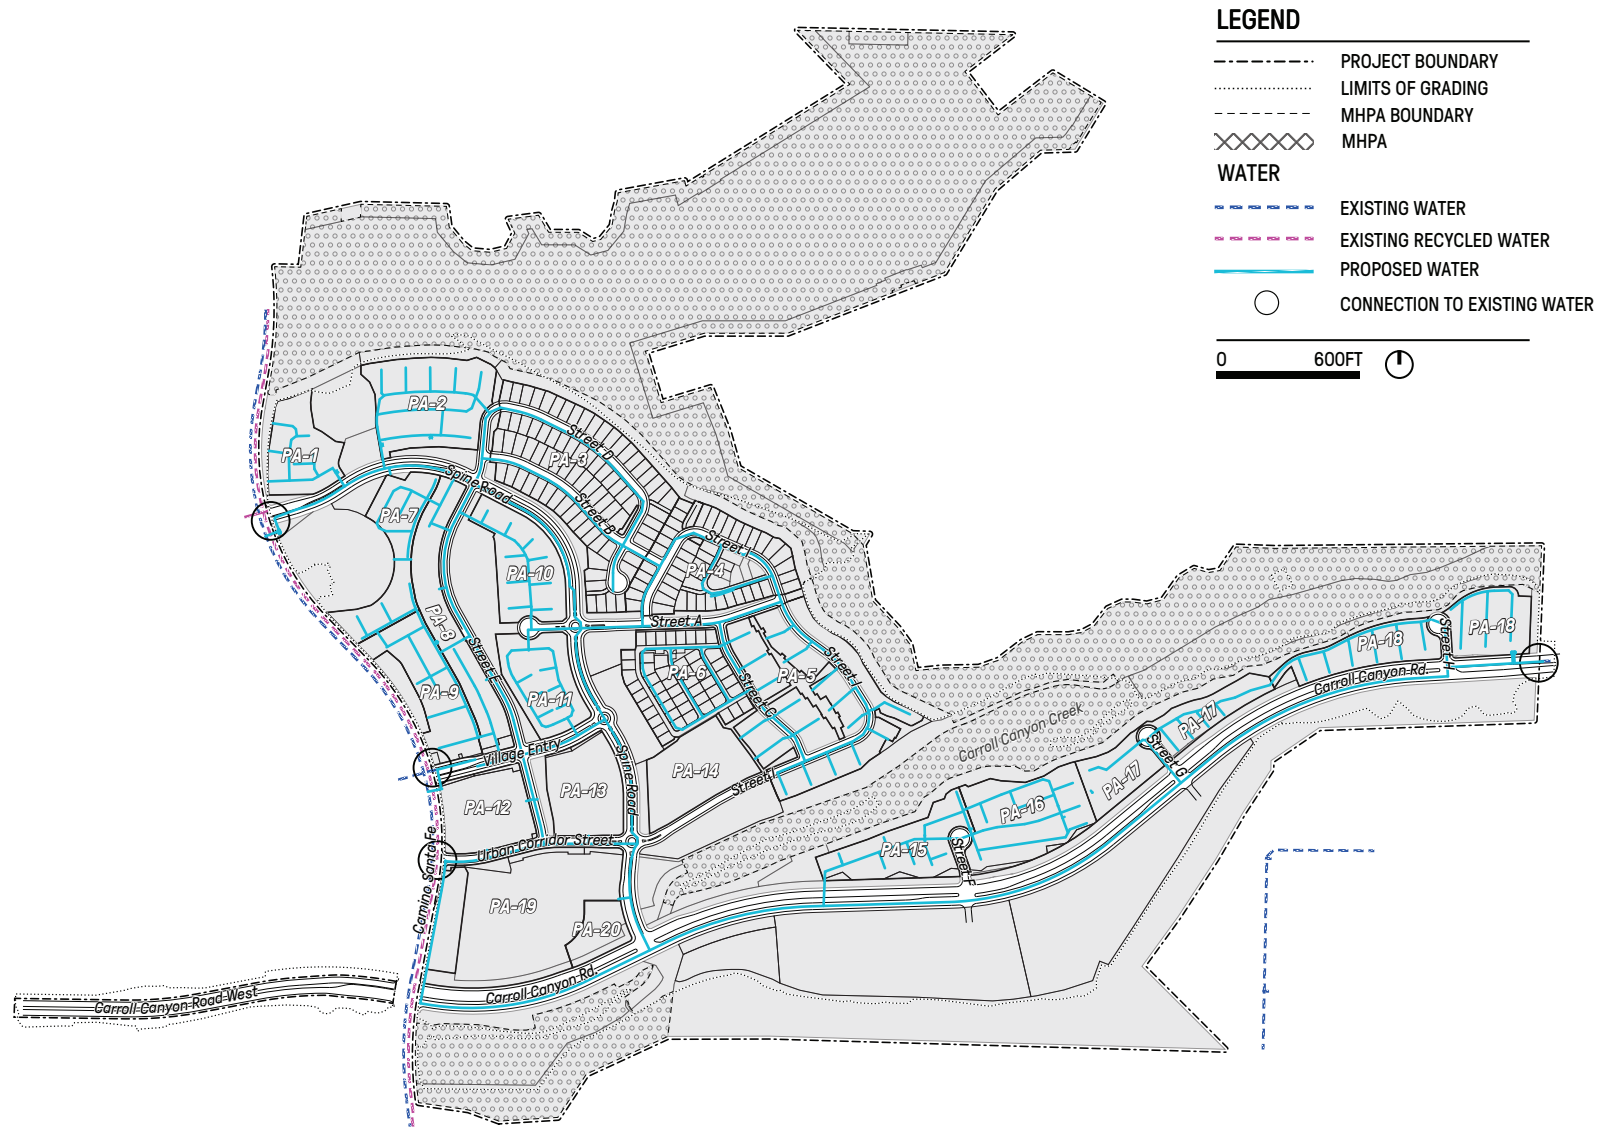 LEGEND
PROJECT BOUNDARY
LIMITS OF GRADING
MHPA BOUNDARY
MHPA
WATER
EXISTING WATER
EXISTING RECYCLED WATER
PROPOSED WATER
CONNECTION TO EXISTING WATER
0 600FT
PA-2
Street D
PA-1
PA-3
Spine Road
Street B
PA-7
Street I
PA-10
PA-4
PA-8
Street A
Street E
PA-18
PA-18
Street H
Street I
PA-6
PA-5
PA-9
PA-11
Street C
Carroll Canyon Rd.
PA-17
Carroll Canyon Creek
Village Entry
Spine Road
Street G
PA-14
Street I
PA-17
PA-13
PA-12
PA-16
Urban Corridor Street
PA-15
Street F
Camino Santa Fe
PA-19
PA-20
Carroll Canyon Rd.
Carroll Canyon Road West